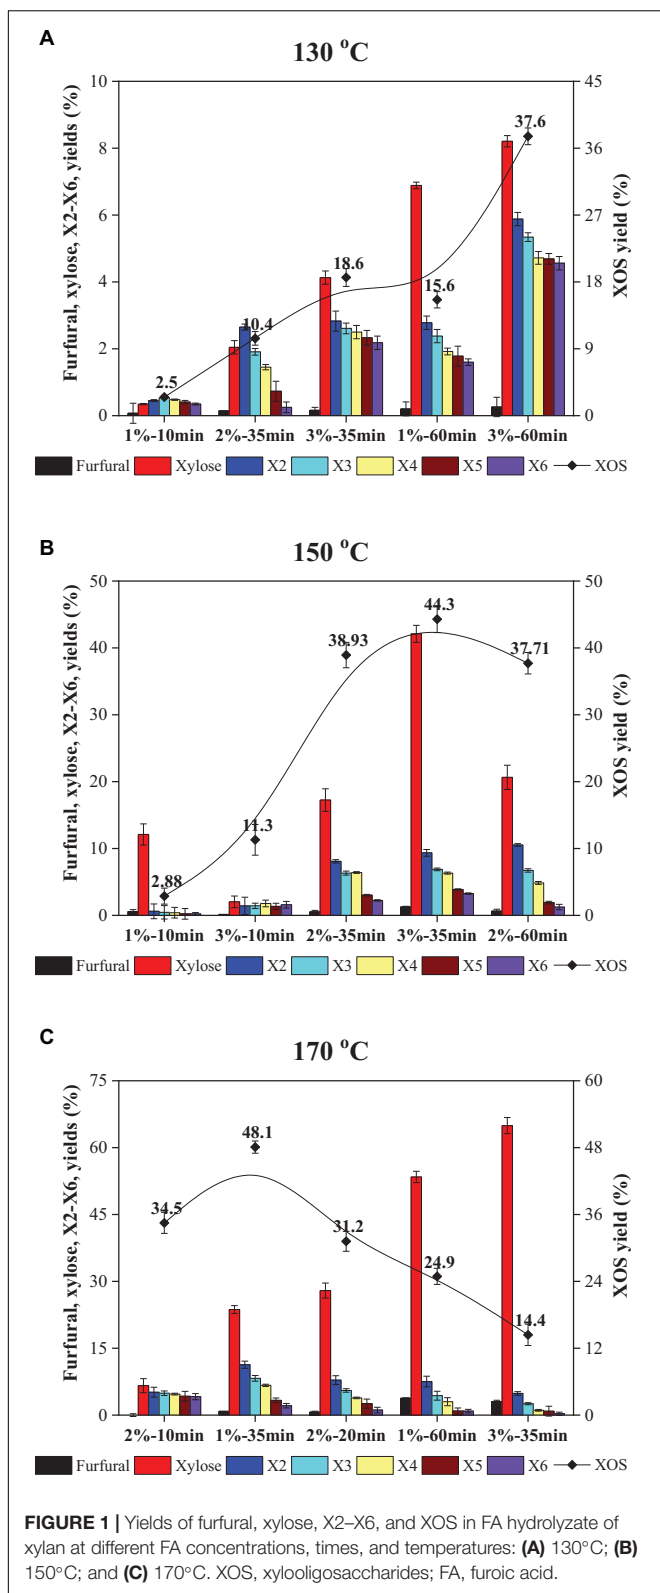 A
130 °C
Furfural, xylose, X2-X6, yields (%)
10
8
6
4
2
0
45
36
27
18
9
0
XOS yield (%)
2.5
10.4
18.6
15.6
37.6
1%-10min 2%-35min 3%-35min 1%-60min 3%-60min
Furfural Xylose X2 X3 X4 X5 X6 XOS
B
150 °C
Furfural, xylose, X2-X6, yields (%)
50
40
30
20
10
0
50
40
30
20
10
0
XOS yield (%)
2.88
11.3
38.93
44.3
37.71
1%-10min 3%-10min 2%-35min 3%-35min 2%-60min
Furfural Xylose X2 X3 X4 X5 X6 XOS
C
170 °C
Furfural, xylose, X2-X6, yields (%)
75
60
45
30
15
0
60
48
36
24
12
0
XOS yield (%)
34.5
48.1
31.2
24.9
14.4
2%-10min 1%-35min 2%-20min 1%-60min 3%-35min
Furfural Xylose X2 X3 X4 X5 X6 XOS
FIGURE 1 | Yields of furfural, xylose, X2–X6, and XOS in FA hydrolyzate of
xylan at different FA concentrations, times, and temperatures: (A) 130°C; (B)
150°C; and (C) 170°C. XOS, xylooligosaccharides; FA, furoic acid.